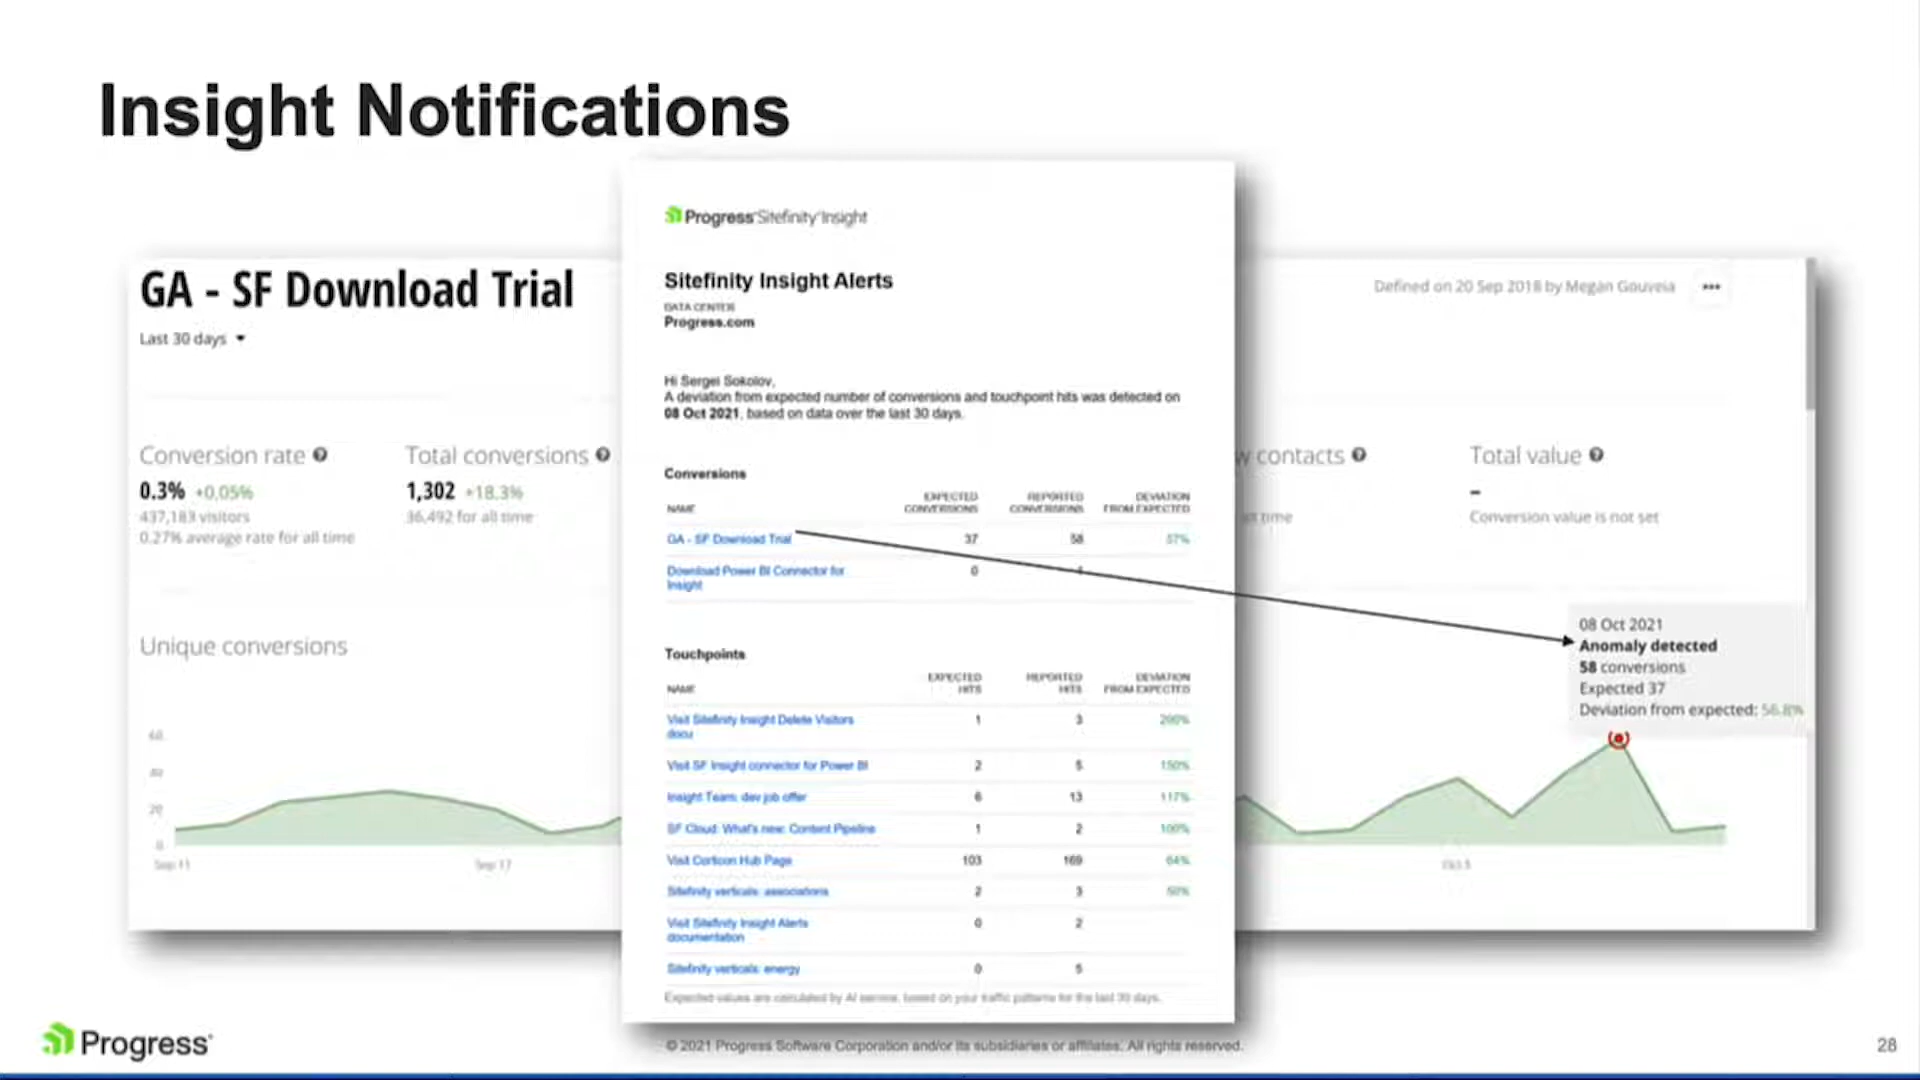 Insight Notifications
GA - SF Download Trial
Last 30 days
Defined on 20 Sep 2018 by Megan Gouveia
Conversion rate
0.3% +0.05%
437,183 visitors
0.27% average rate for all time
Total conversions
1,302 +18.3%
36,492 for all time
w contacts
time
Total value
–
Conversion value is not set
Unique conversions
60
40
20
0
Sep 11
Sep 17
Oct 5
08 Oct 2021
Anomaly detected
58 conversions
Expected 37
Deviation from expected: 56.8%
Progress Sitefinity Insight
Sitefinity Insight Alerts
DATA CENTER
Progress.com
Hi Sergei Sokolov,
A deviation from expected number of conversions and touchpoint hits was detected on
08 Oct 2021, based on data over the last 30 days.
Conversions
NAME EXPECTED CONVERSIONS REPORTED CONVERSIONS DEVIATION FROM EXPECTED
GA - SF Download Trial 37 58 57%
Download Power BI Connector for 0
Insight
Touchpoints
NAME EXPECTED HITS REPORTED HITS DEVIATION FROM EXPECTED
Visit Sitefinity Insight Delete Visitors 1 3 200%
docu
Visit SF Insight connector for Power BI 2 5 150%
Insight Team: dev job offer 6 13 117%
SF Cloud: What's new: Content Pipeline 1 2 100%
Visit Corticon Hub Page 103 169 64%
Sitefinity verticals: associations 2 3 50%
Visit Sitefinity Insight Alerts 0 2
documentation
Sitefinity verticals: energy 0 5
Expected values are calculated by AI service, based on your traffic patterns for the last 30 days.
Progress
© 2021 Progress Software Corporation and/or its subsidiaries or affiliates. All rights reserved.
28